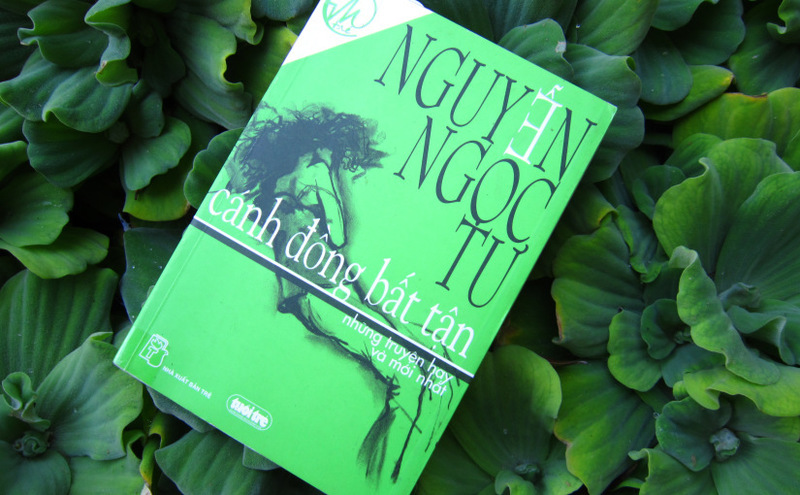 NGUYỄN
NGỌC
TƯ
cánh đồng bất tận
những truyện hay
và mới nhất
NHÀ XUẤT BẢN TRẺ
tuổi trẻ